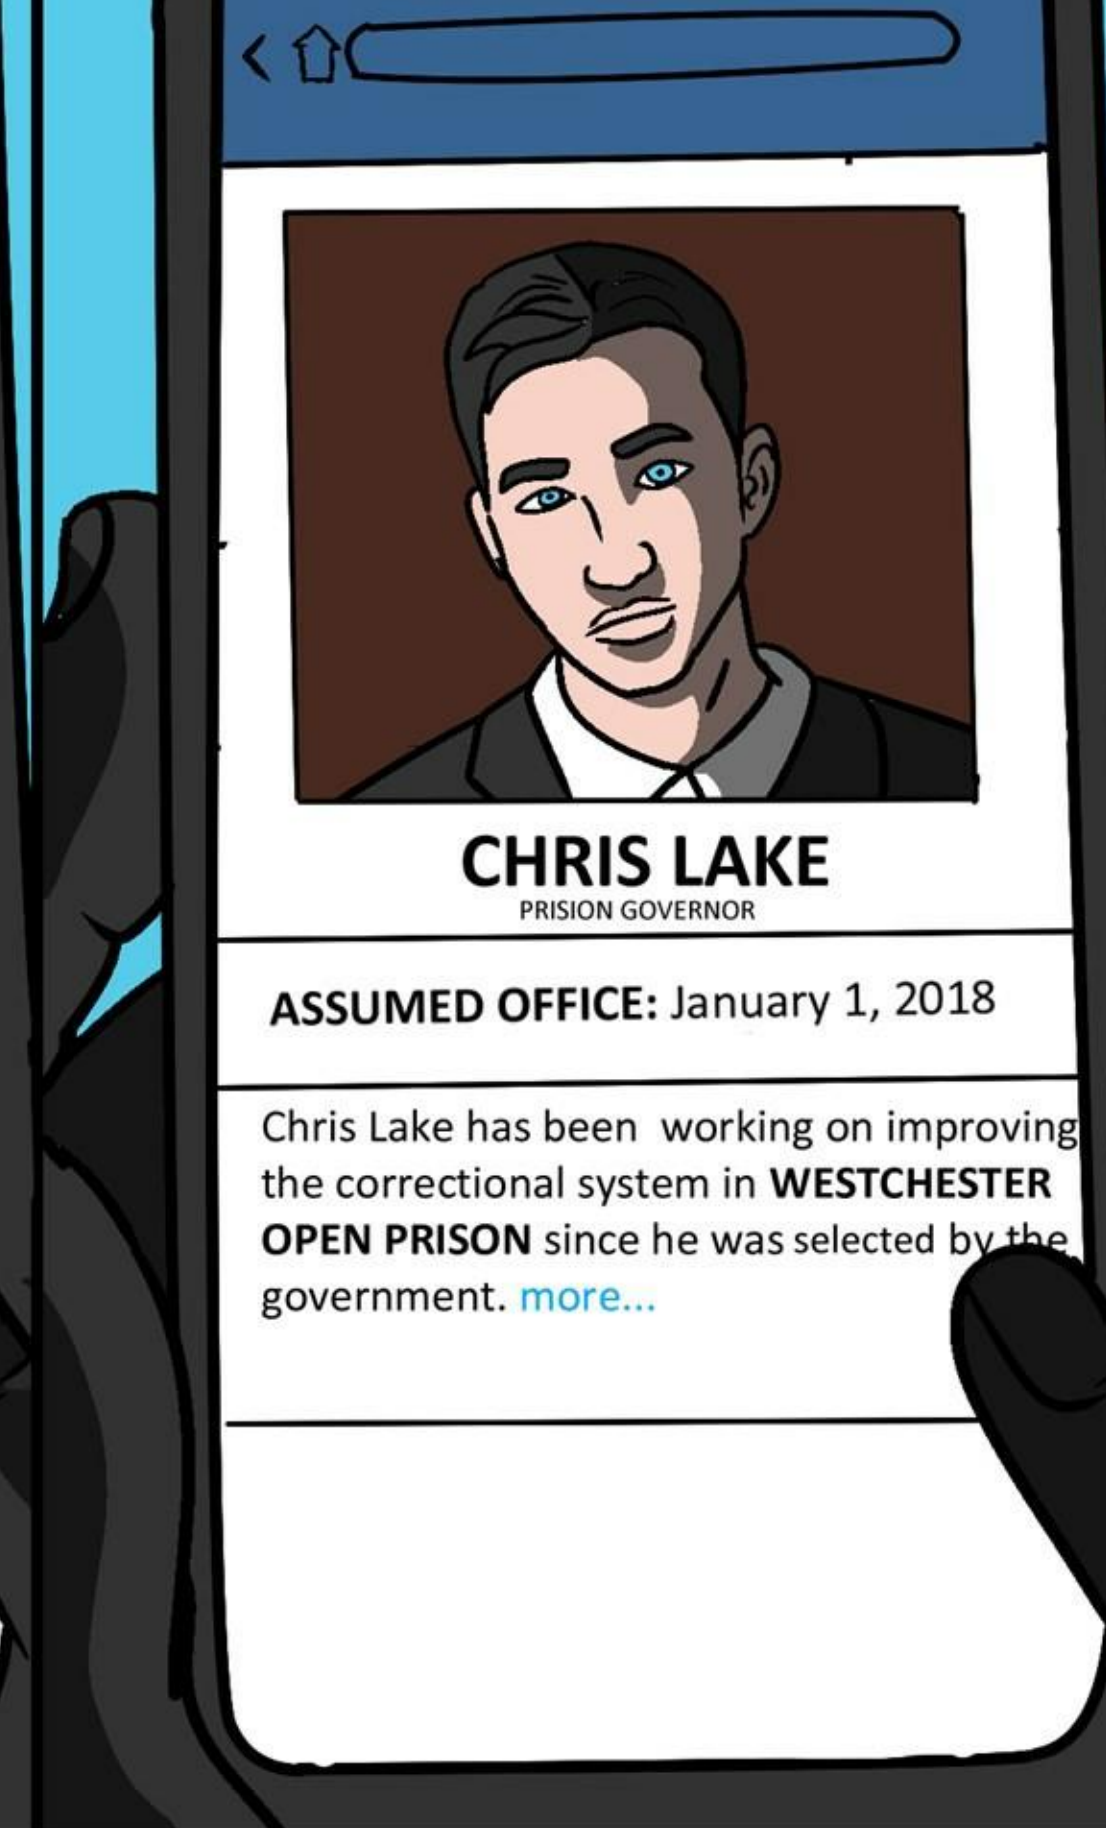 CHRIS LAKE
PRISION GOVERNOR
ASSUMED OFFICE: January 1, 2018
Chris Lake has been working on improving
the correctional system in WESTCHESTER
OPEN PRISON since he was selected by the
government. more...